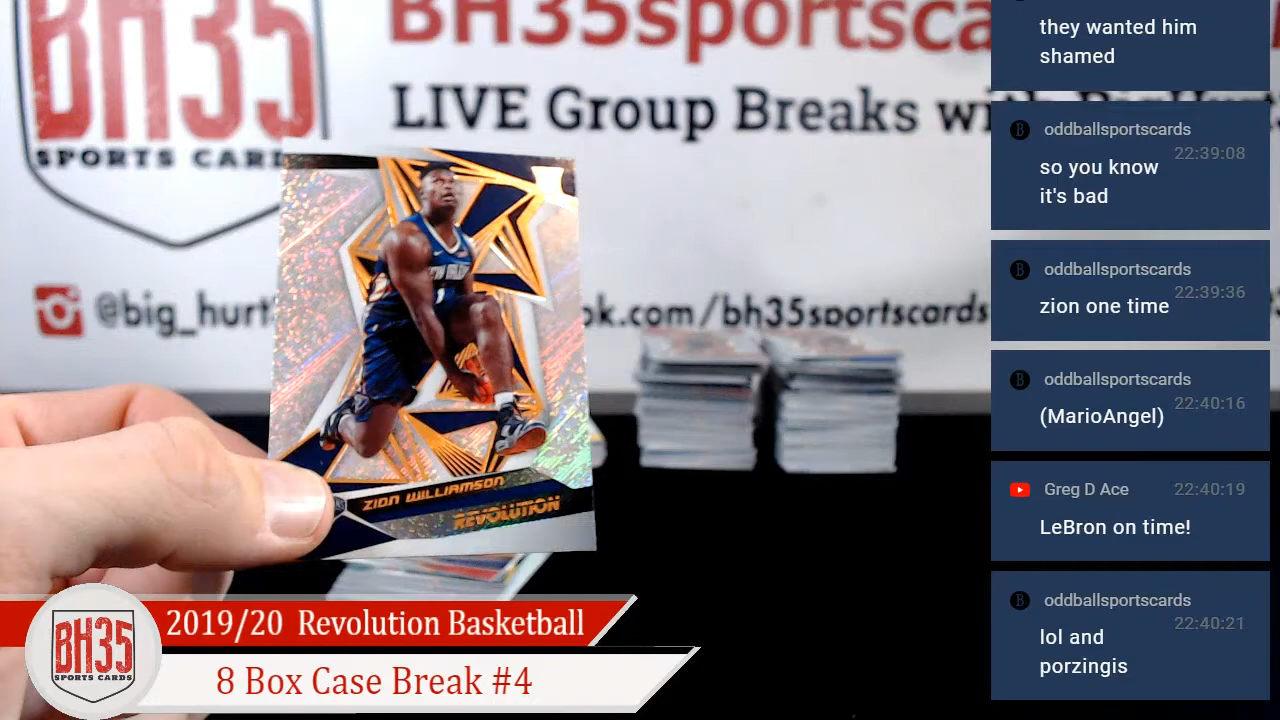 BH35
SPORTS CARD
BH35sportsca
LIVE Group Breaks wi
@big_hurt
ok.com/bh35sportscards
ZION WILLIAMSON
REVOLUTION
2019/20 Revolution Basketball
8 Box Case Break #4
BH35
SPORTS CARDS
they wanted him
shamed
oddballsportscards
22:39:08
so you know
it's bad
oddballsportscards
22:39:36
zion one time
oddballsportscards
22:40:16
(MarioAngel)
Greg D Ace 22:40:19
LeBron on time!
oddballsportscards
22:40:21
lol and
porzingis